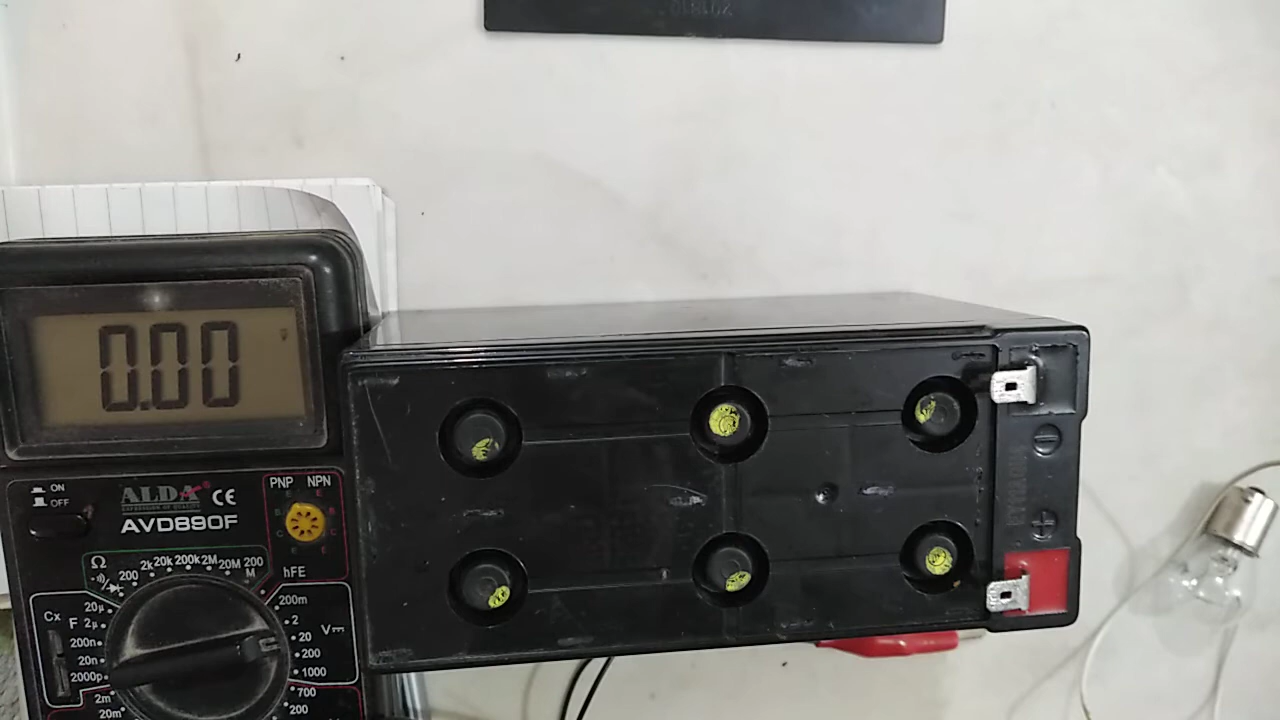 0.00
ON
OFF
ALDA ® CE
AVD890F
PNP NPN
E E
B B
C C
E E
hFE
Ω
200 2k 20k 200k 2M 20M 200M
Cx F
20µ
2µ
200n
20n
2000p
2m
20m
200m
2
20
200
1000
V
700
200